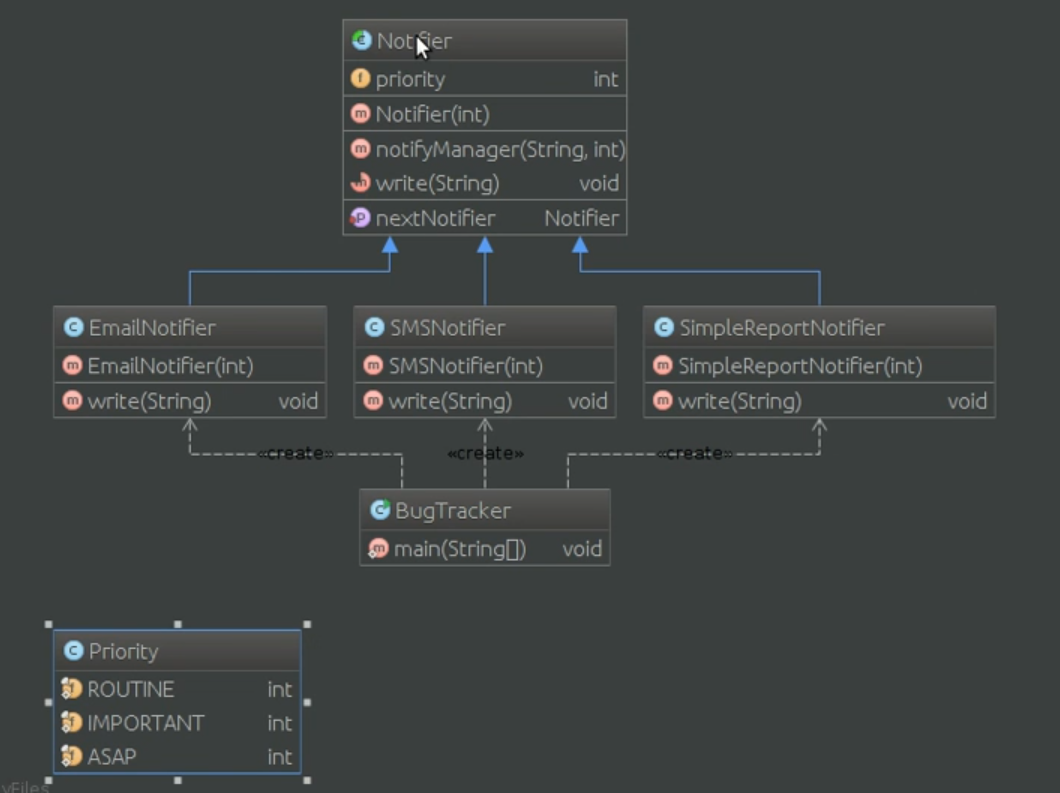 Notifier
priority int
Notifier(int)
notifyManager(String, int)
write(String) void
nextNotifier Notifier
EmailNotifier
EmailNotifier(int)
write(String) void
SMSNotifier
SMSNotifier(int)
write(String) void
SimpleReportNotifier
SimpleReportNotifier(int)
write(String) void
«create»
«create»
«create»
BugTracker
main(String[]) void
Priority
ROUTINE int
IMPORTANT int
ASAP int